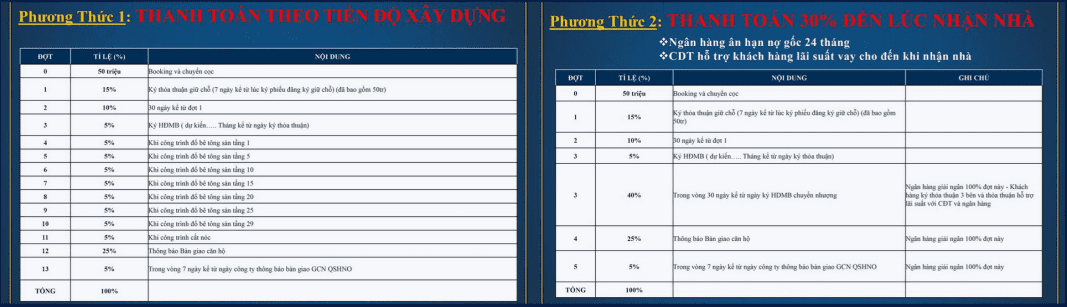 Phương Thức 1: THANH TOÁN THEO TIẾN ĐỘ XÂY DỰNG
ĐỢT TỈ LỆ (%) NỘI DUNG
0 50 triệu Booking và chuyển cọc
1 15% Ký thỏa thuận giữ chỗ (7 ngày kể từ lúc ký phiếu đăng ký giữ chỗ) (đã bao gồm 50tr)
2 10% 30 ngày kể từ đợt 1
3 5% Ký HĐMB ( dự kiến….. Tháng kể từ ngày ký thỏa thuận)
4 5% Khi công trình đổ bê tông sàn tầng 1
5 5% Khi công trình đổ bê tông sàn tầng 5
6 5% Khi công trình đổ bê tông sàn tầng 10
7 5% Khi công trình đổ bê tông sàn tầng 15
8 5% Khi công trình đổ bê tông sàn tầng 20
9 5% Khi công trình đổ bê tông sàn tầng 25
10 5% Khi công trình đổ bê tông sàn tầng 29
11 5% Khi công trình cất nóc
12 25% Thông báo Bàn giao căn hộ
13 5% Trong vòng 7 ngày kể từ ngày công ty thông báo bàn giao GCN QSHNO
TỔNG 100%
Phương Thức 2: THANH TOÁN 30% ĐẾN LÚC NHẬN NHÀ
❖Ngân hàng ân hạn nợ gốc 24 tháng
❖CDT hỗ trợ khách hàng lãi suất vay cho đến khi nhận nhà
ĐỢT TỈ LỆ (%) NỘI DUNG GHI CHÚ
0 50 triệu Booking và chuyển cọc
1 15% Ký thỏa thuận giữ chỗ (7 ngày kể từ lúc ký phiếu đăng ký giữ chỗ) (đã bao gồm
50tr)
2 10% 30 ngày kể từ đợt 1
3 5% Ký HĐMB ( dự kiến….. Tháng kể từ ngày ký thỏa thuận)
3 40% Trong vòng 30 ngày kể từ ngày ký HDMB chuyển nhượng
Ngân hàng giải ngân 100% đợt này - Khách
hàng ký thỏa thuận 3 bên và thỏa thuận hỗ trợ
lãi suất với CĐT và ngân hàng
4 25% Thông báo Bàn giao căn hộ Ngân hàng giải ngân 100% đợt này
5 5% Trong vòng 7 ngày kể từ ngày công ty thông báo bàn giao GCN QSHNO Ngân hàng giải ngân 100% đợt này
TỔNG 100%